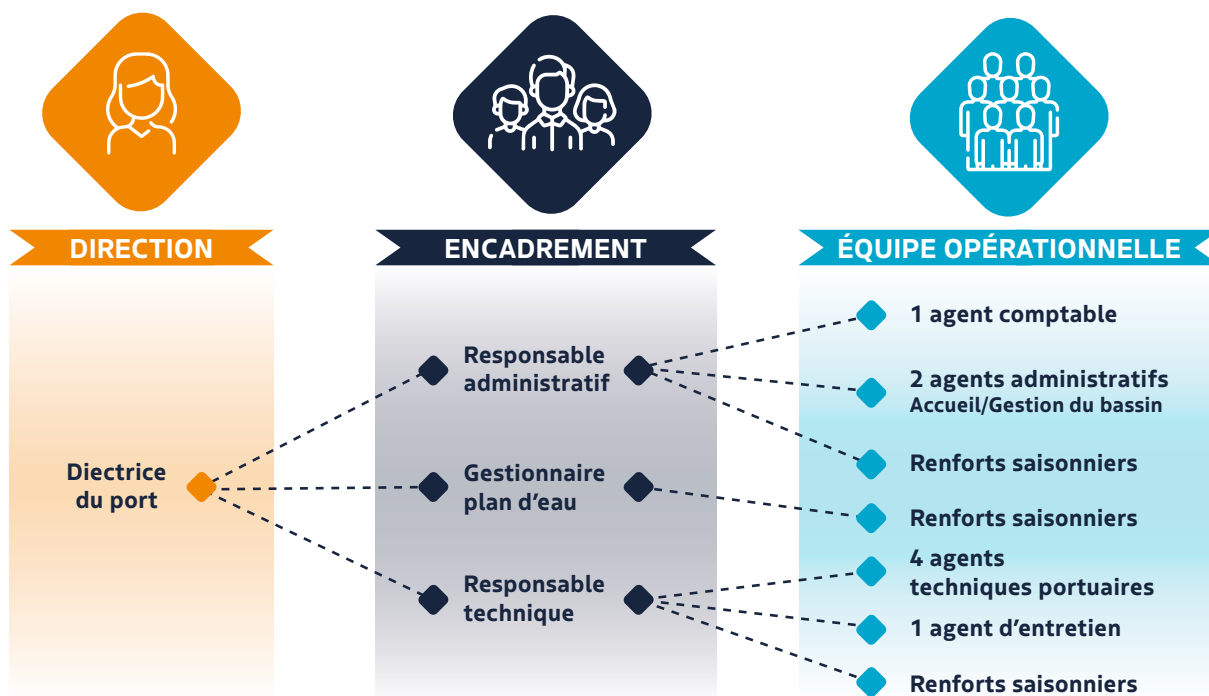 DIRECTION
ENCADREMENT
ÉQUIPE OPÉRATIONNELLE
Diectrice
du port
Responsable
administratif
Gestionnaire
plan d’eau
Responsable
technique
1 agent comptable
2 agents administratifs
Accueil/Gestion du bassin
Renforts saisonniers
Renforts saisonniers
4 agents
techniques portuaires
1 agent d’entretien
Renforts saisonniers